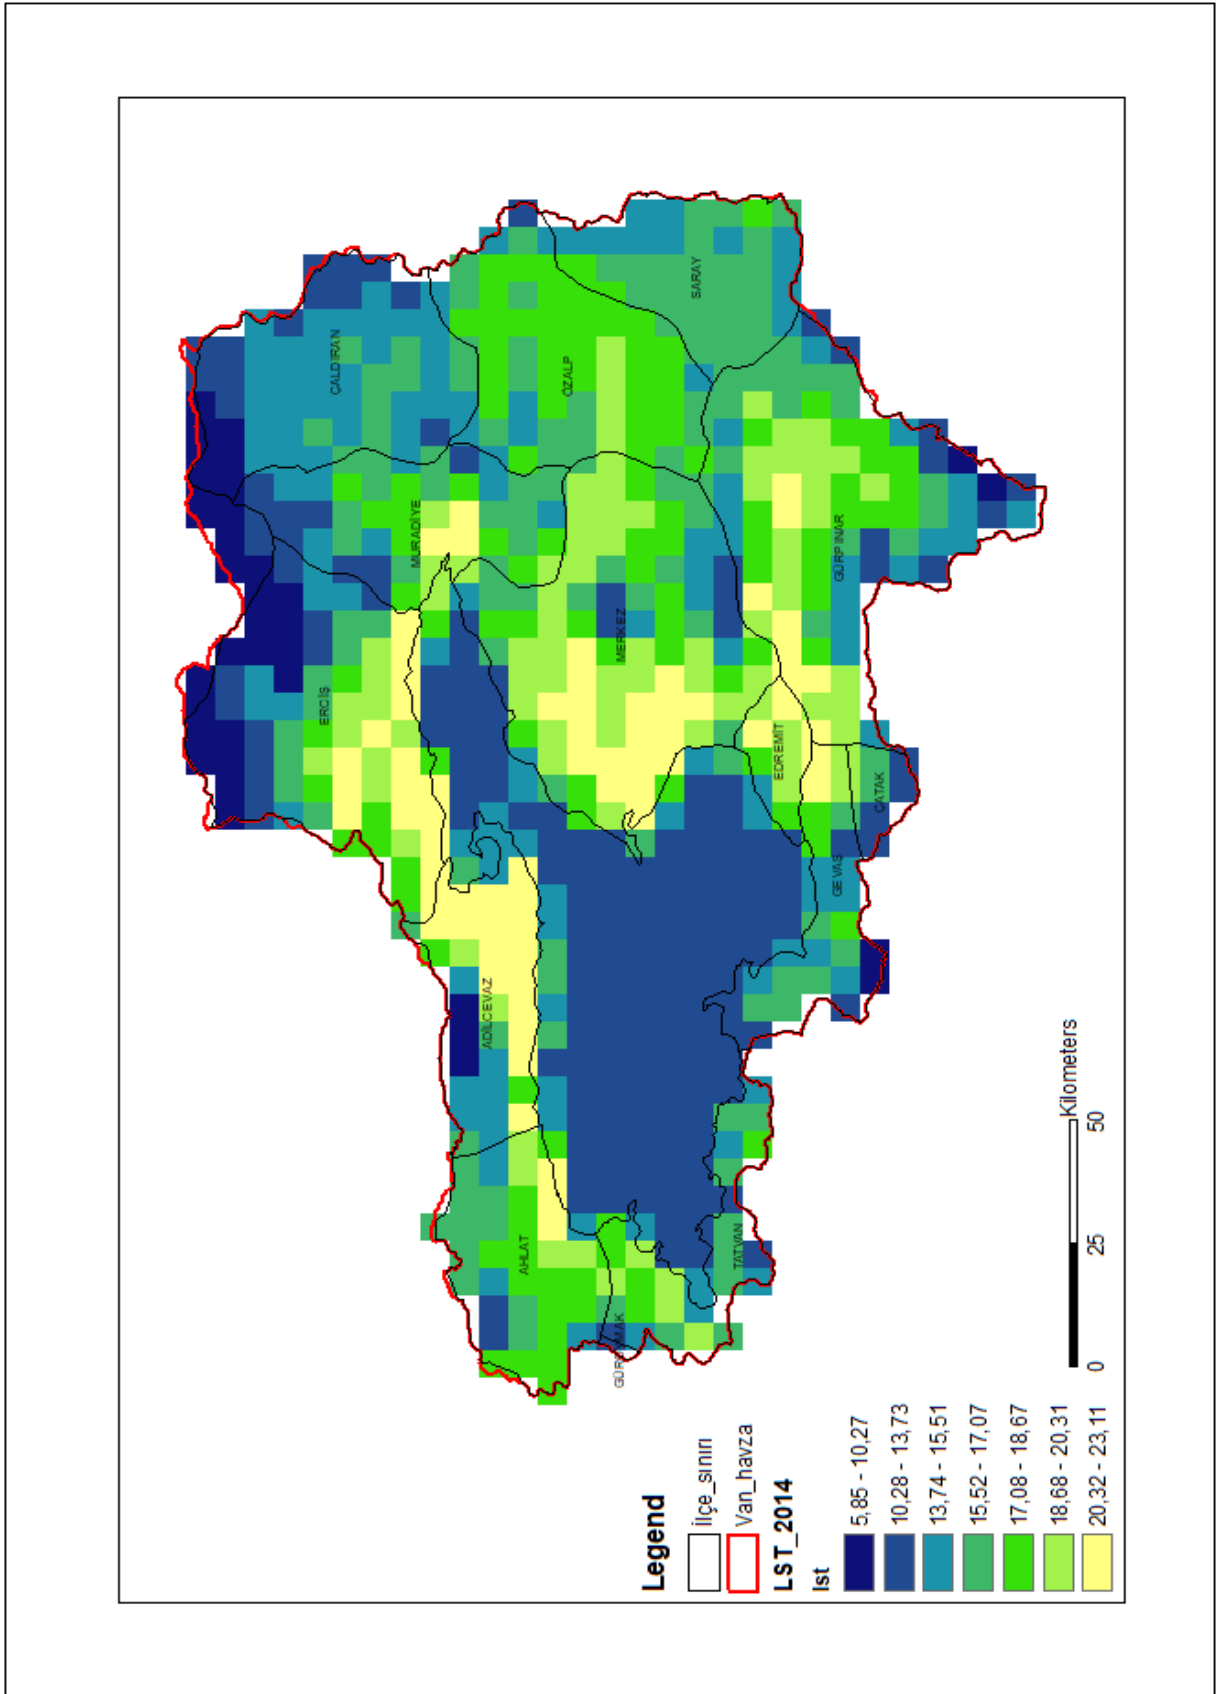 ÇALDIRAN
ERCİŞ
MURADİYE
ÖZALP
SARAY
ADİLCEVAZ
AHLAT
MERKEZ
EDREMİT
GÜRPINAR
ÇATAK
GEVAŞ
TATVAN
Legend
İlçe_sınırı
Van_havza
LST_2014
lst
5,85 - 10,27
10,28 - 13,73
13,74 - 15,51
15,52 - 17,07
17,08 - 18,67
18,68 - 20,31
20,32 - 23,11
0 25 50
Kilometers